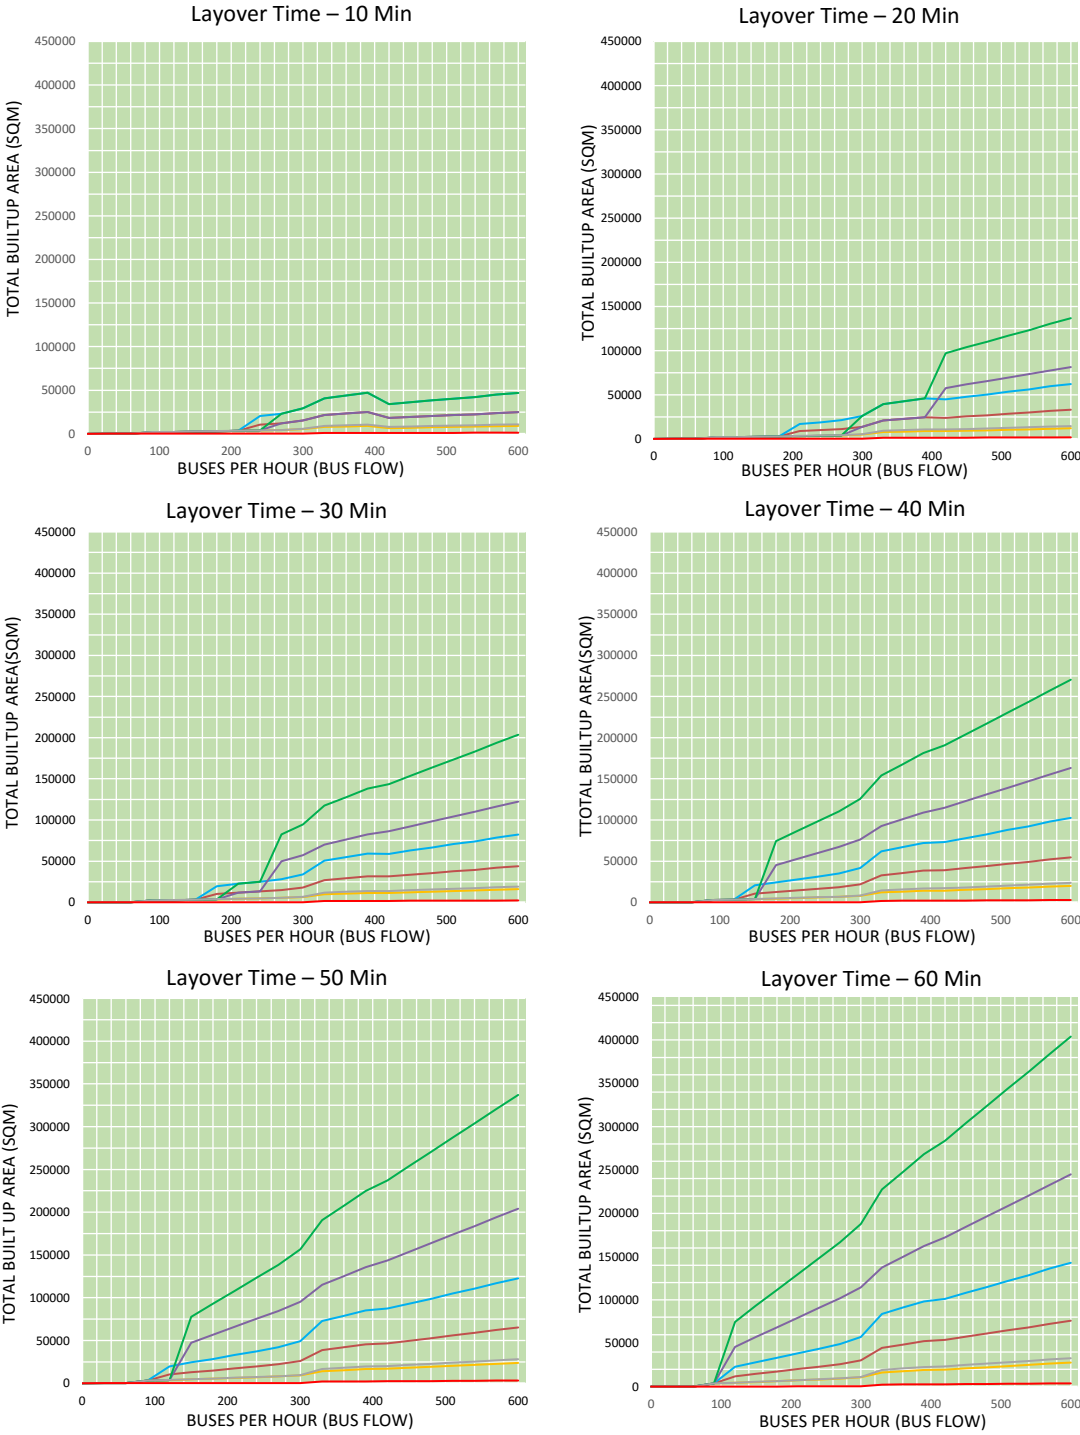 Layover Time – 10 Min
450000
400000
350000
300000
250000
200000
150000
100000
50000
0
TOTAL BUILTUP AREA (SQM)
0 100 200 300 400 500 600
BUSES PER HOUR (BUS FLOW)
Layover Time – 20 Min
450000
400000
350000
300000
250000
200000
150000
100000
50000
0
TOTAL BUILTUP AREA (SQM)
0 100 200 300 400 500 600
BUSES PER HOUR (BUS FLOW)
Layover Time – 30 Min
450000
400000
350000
300000
250000
200000
150000
100000
50000
0
TOTAL BUILTUP AREA(SQM)
0 100 200 300 400 500 600
BUSES PER HOUR (BUS FLOW)
Layover Time – 40 Min
450000
400000
350000
300000
250000
200000
150000
100000
50000
0
TTOTAL BUILTUP AREA(SQM)
0 100 200 300 400 500 600
BUSES PER HOUR (BUS FLOW)
Layover Time – 50 Min
450000
400000
350000
300000
250000
200000
150000
100000
50000
0
TOTAL BUILT UP AREA (SQM)
0 100 200 300 400 500 600
BUSES PER HOUR (BUS FLOW)
Layover Time – 60 Min
450000
400000
350000
300000
250000
200000
150000
100000
50000
0
TOTAL BUILTUP AREA (SQM)
0 100 200 300 400 500 600
BUSES PER HOUR (BUS FLOW)